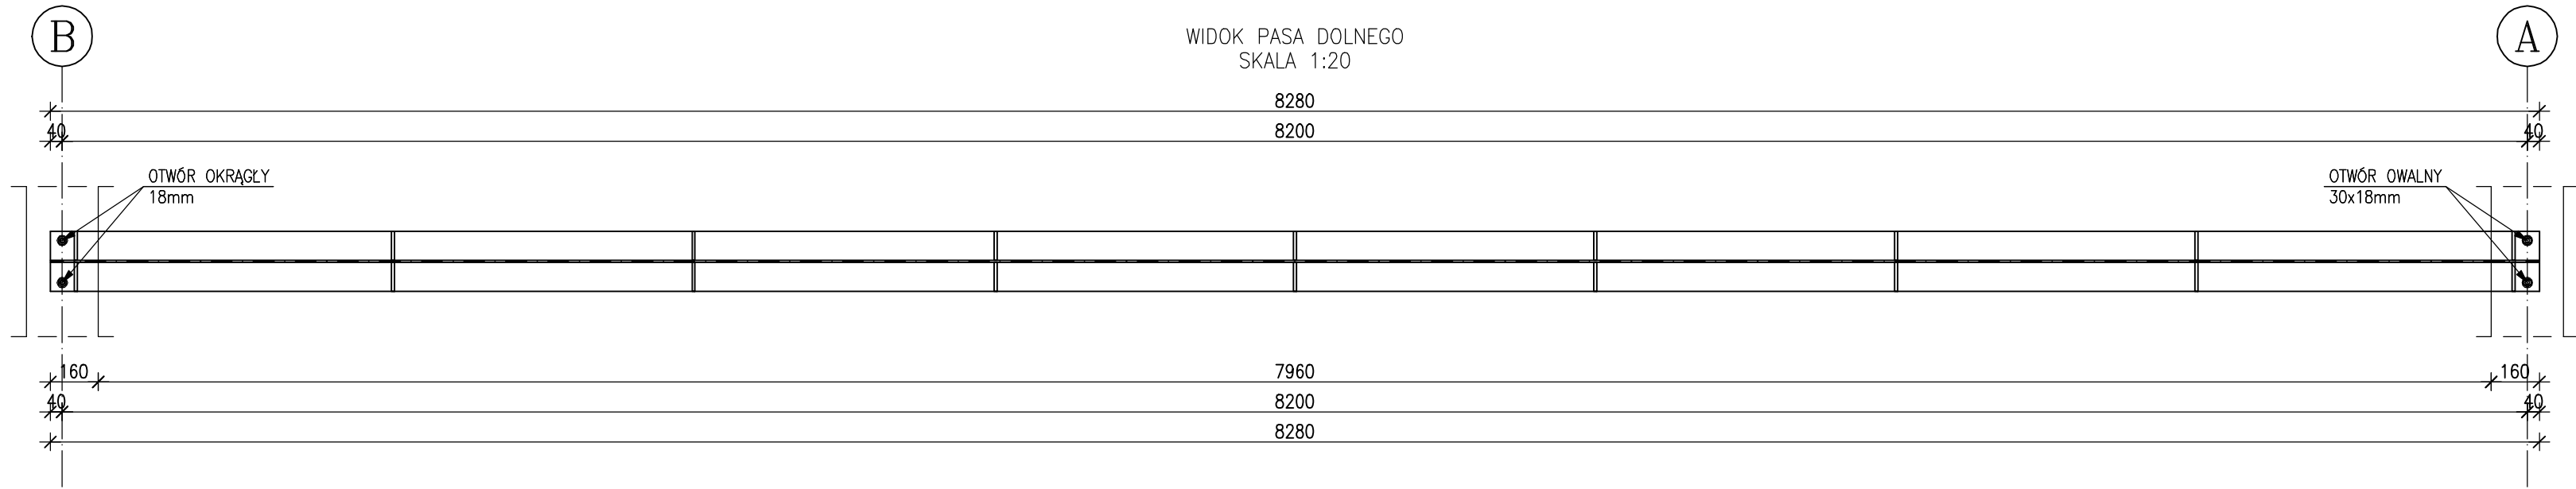 B
A
WIDOK PASA DOLNEGO
SKALA 1:20
8280
40
8200
40
OTWÓR OKRĄGŁY
18mm
OTWÓR OWALNY
30x18mm
160
7960
160
40
8200
40
8280